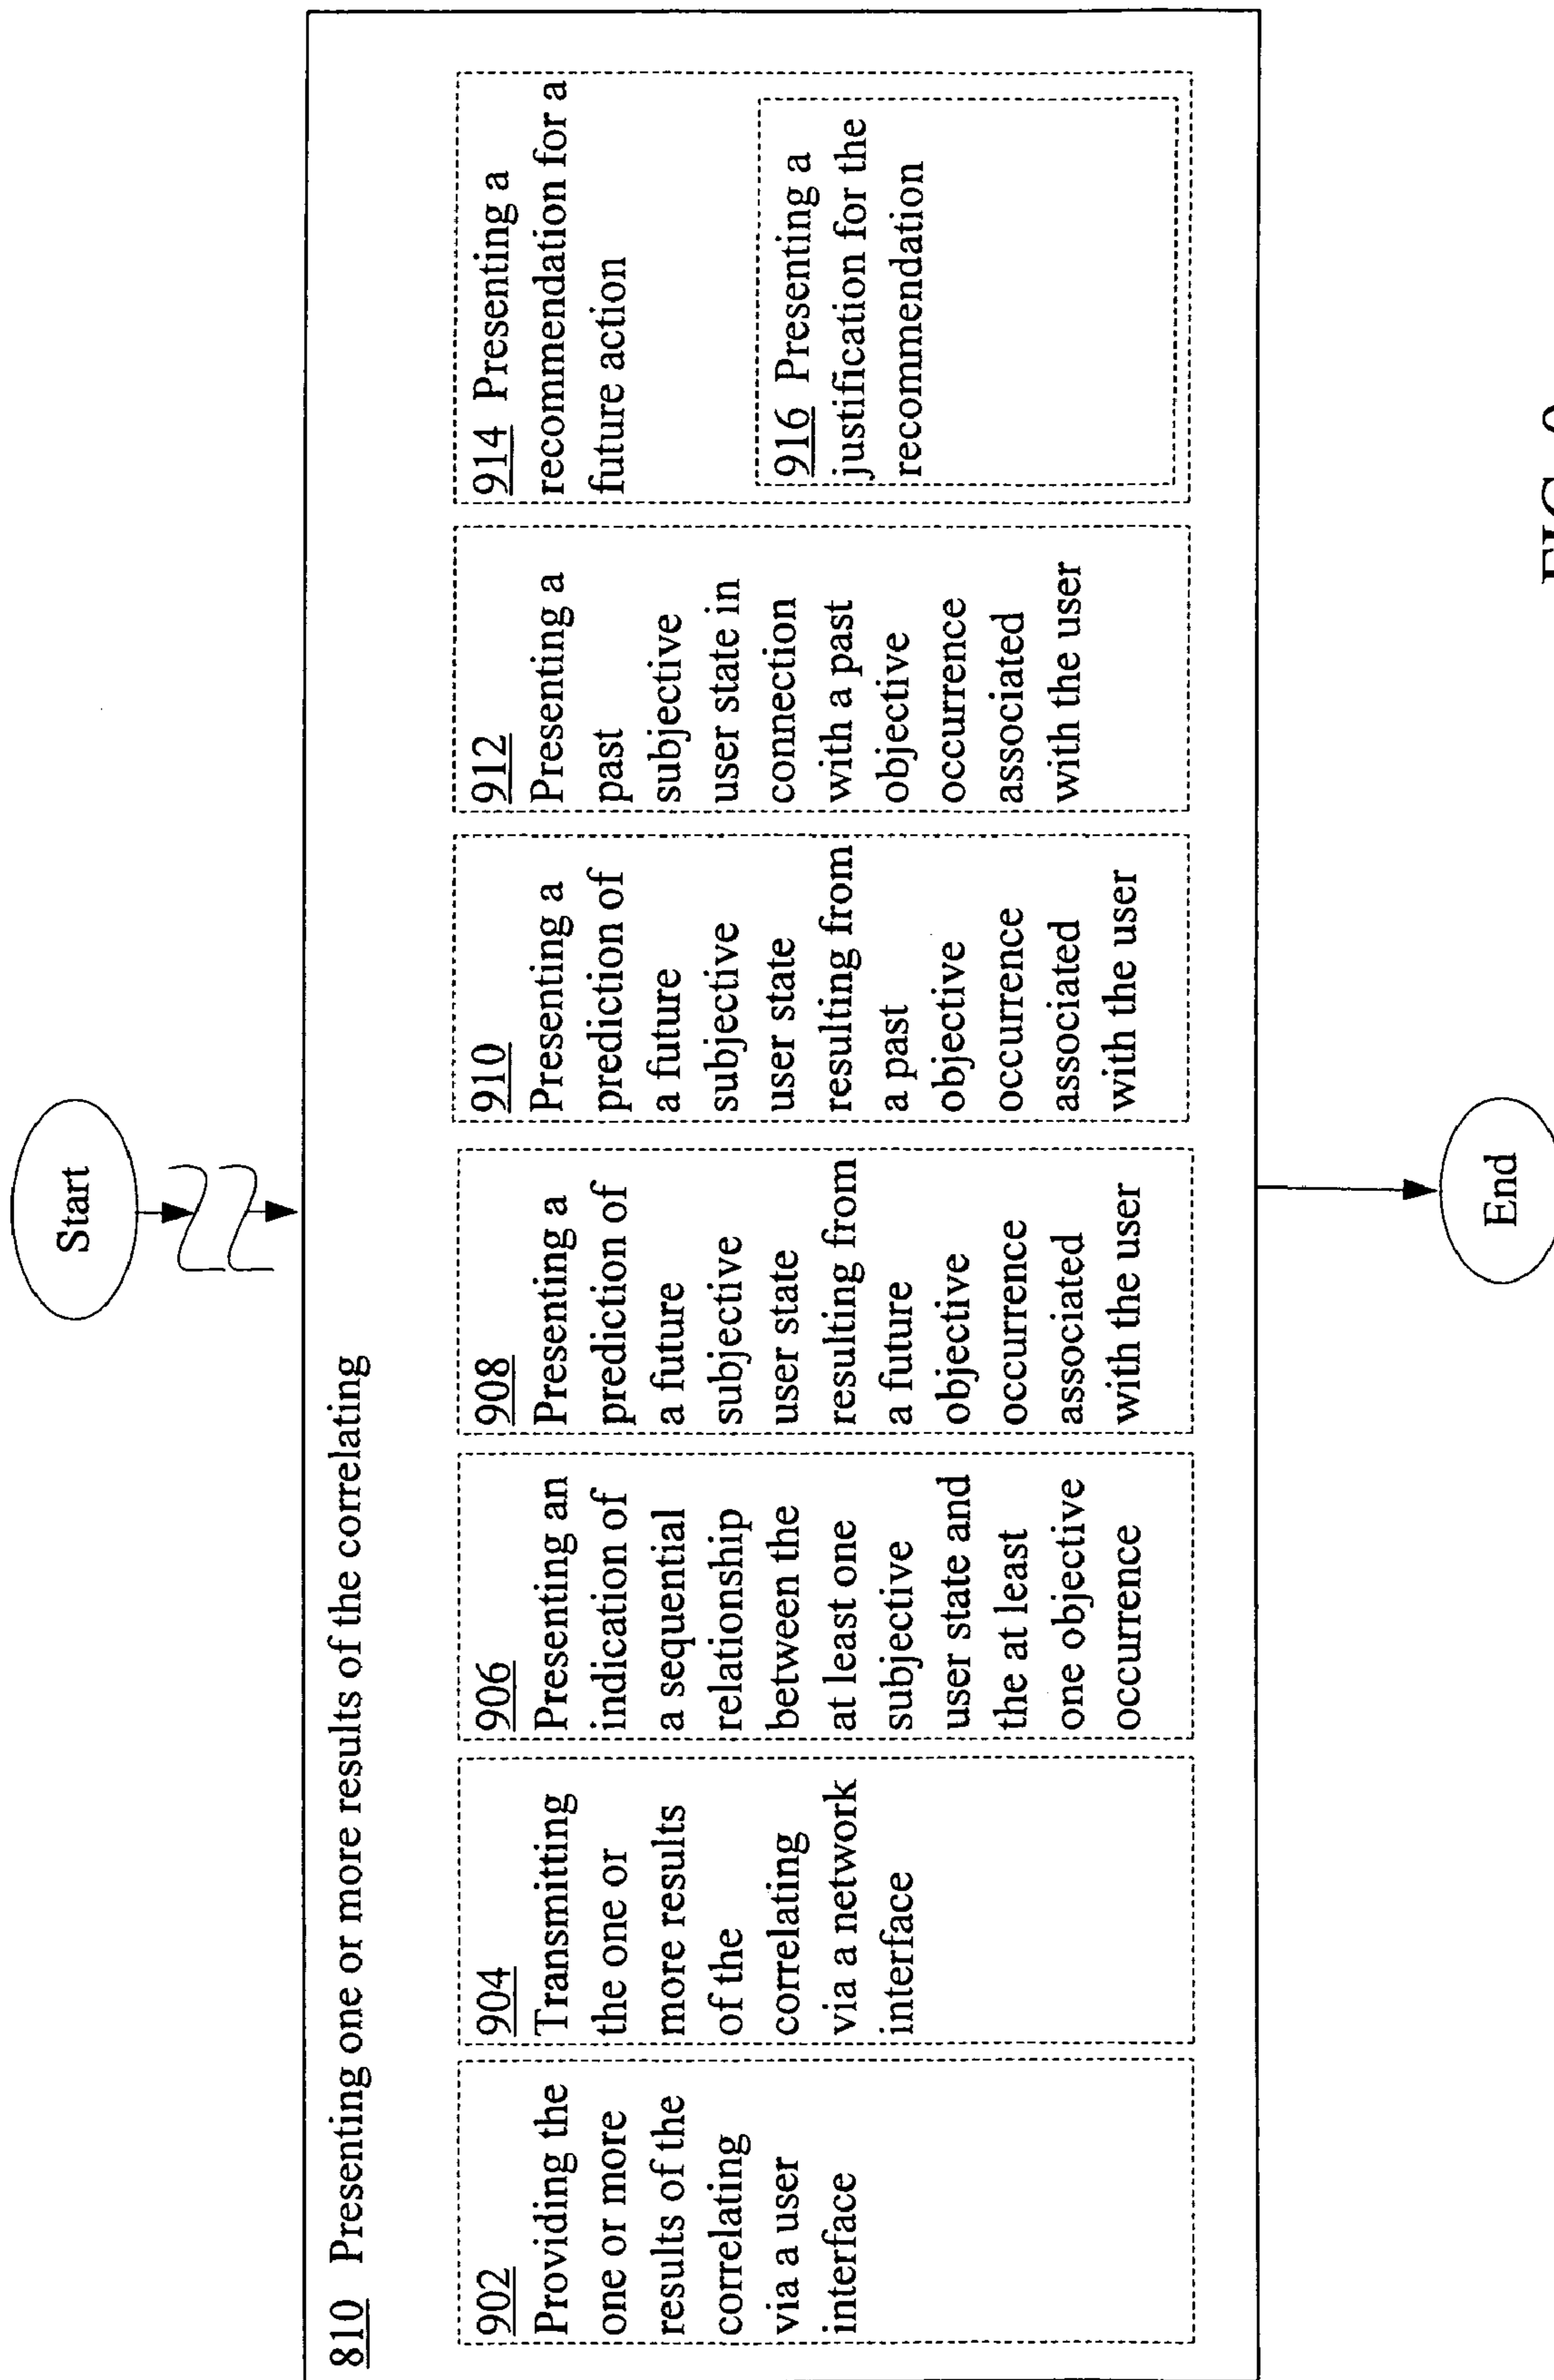 Start
810 Presenting one or more results of the correlating
902
Providing the
one or more
results of the
correlating
via a user
interface
904
Transmitting
the one or
more results
of the
correlating
via a network
interface
906
Presenting an
indication of
a sequential
relationship
between the
at least one
subjective
user state and
the at least
one objective
occurrence
908
Presenting a
prediction of
a future
subjective
user state
resulting from
a future
objective
occurrence
associated
with the user
910
Presenting a
prediction of
a future
subjective
user state
resulting from
a past
objective
occurrence
associated
with the user
912
Presenting a
past
subjective
user state in
connection
with a past
objective
occurrence
associated
with the user
914 Presenting a
recommendation for a
future action
916 Presenting a
justification for the
recommendation
End
FIG.